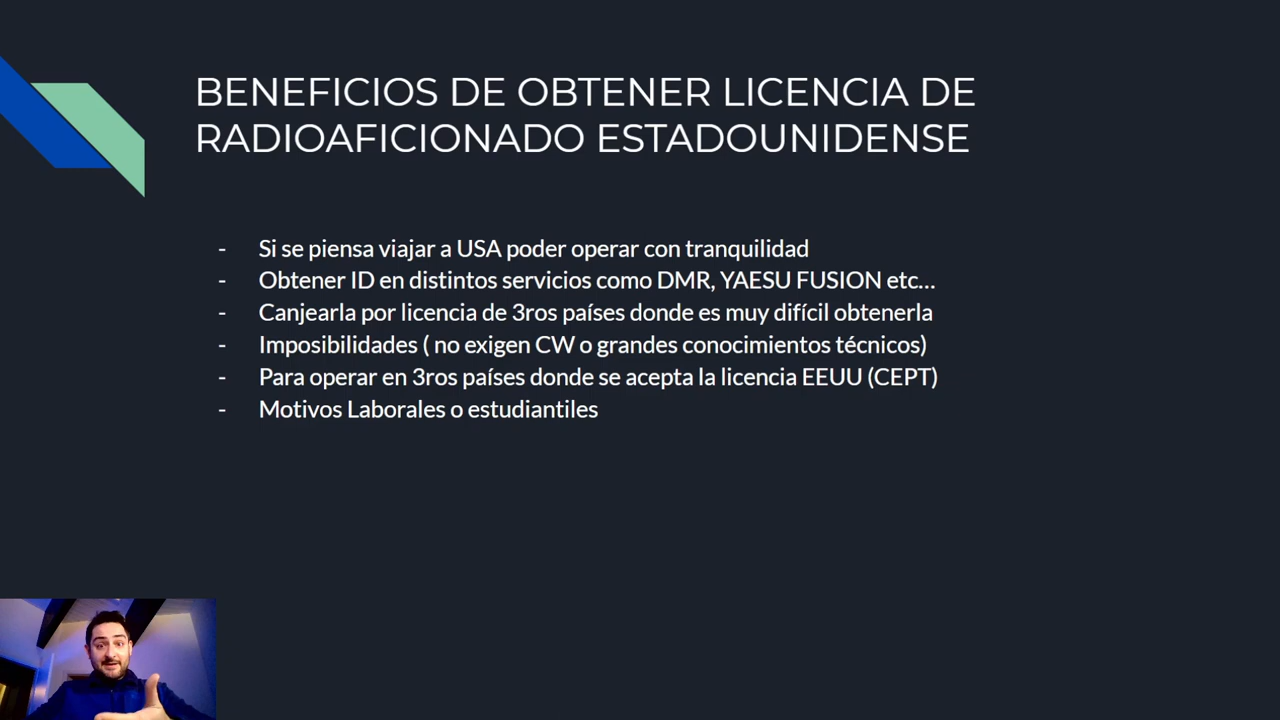 BENEFICIOS DE OBTENER LICENCIA DE
RADIOAFICIONADO ESTADOUNIDENSE
- Si se piensa viajar a USA poder operar con tranquilidad
- Obtener ID en distintos servicios como DMR, YAESU FUSION etc...
- Canjearla por licencia de 3ros países donde es muy difícil obtenerla
- Imposibilidades ( no exigen CW o grandes conocimientos técnicos)
- Para operar en 3ros países donde se acepta la licencia EEUU (CEPT)
- Motivos Laborales o estudiantiles